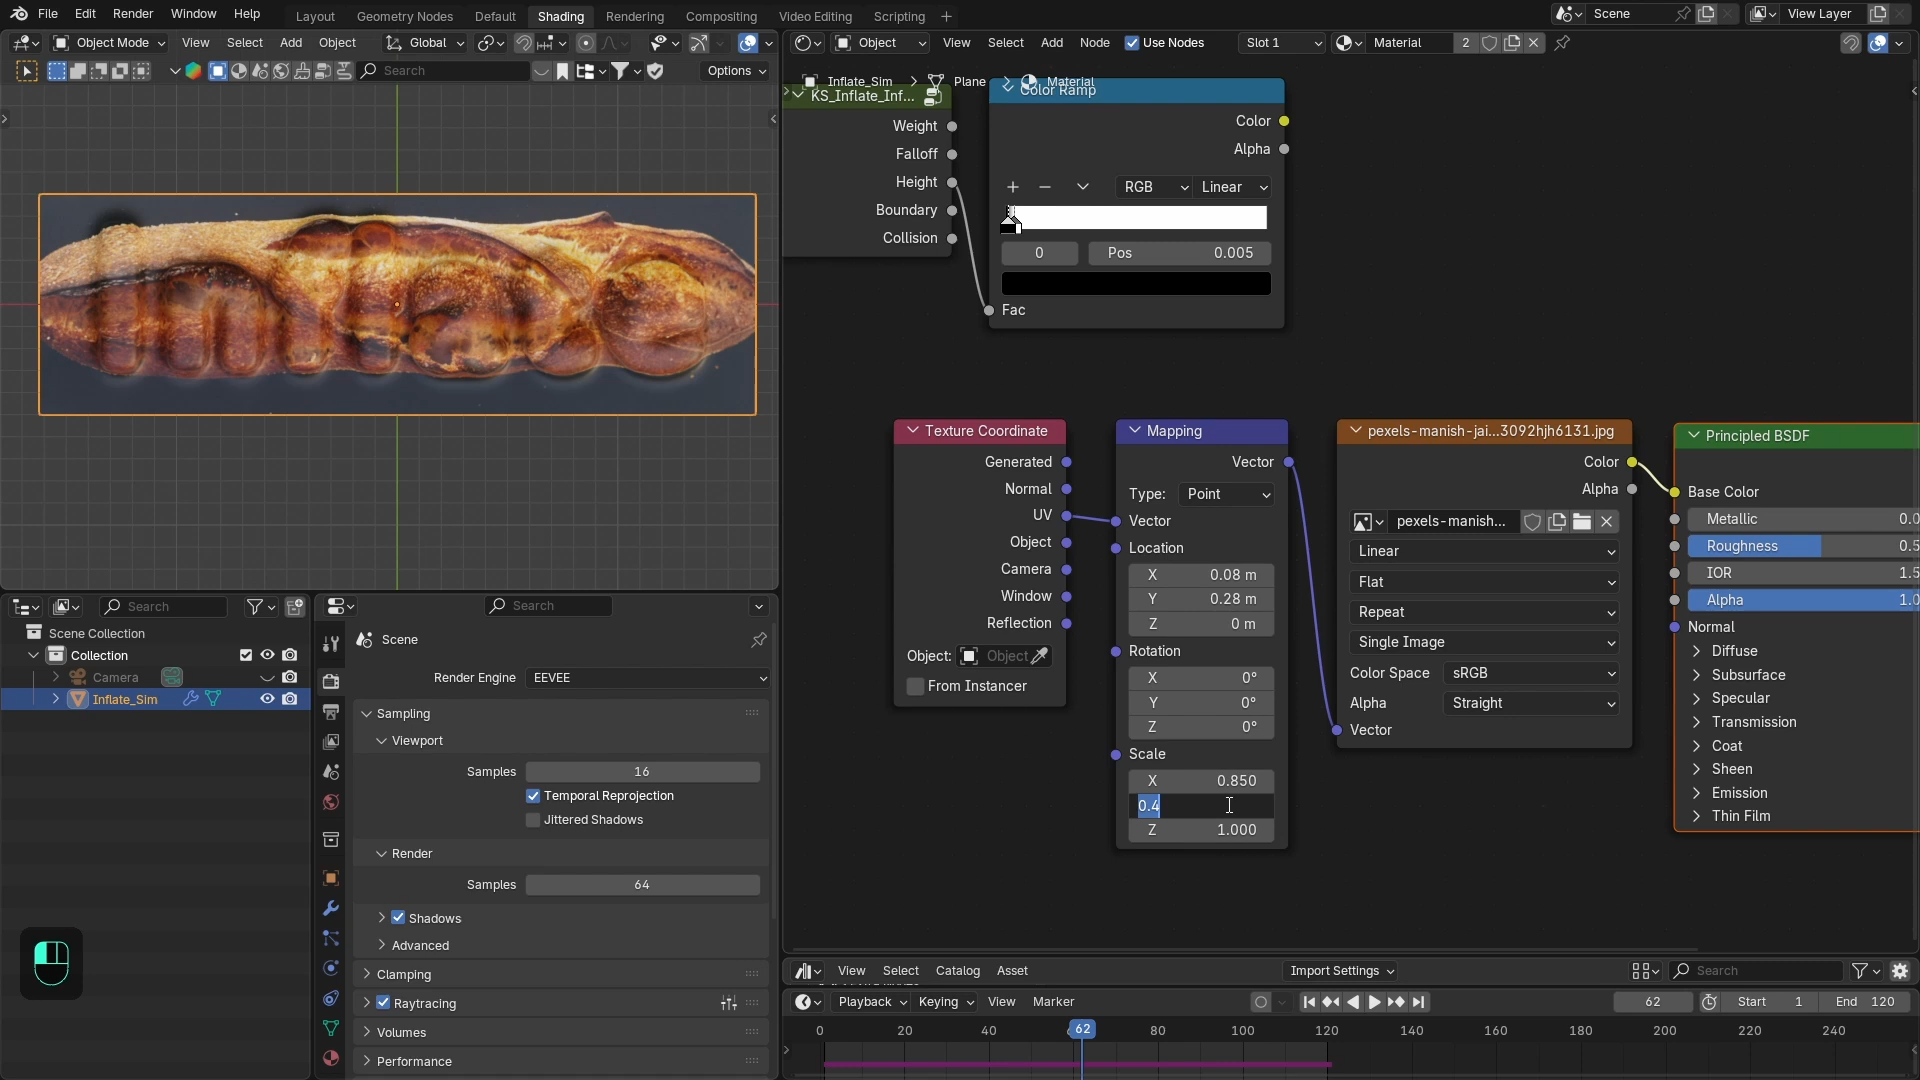 File Edit Render Window Help Layout Geometry Nodes Default Shading Rendering Compositing Video Editing Scripting Scene View Layer
Object Mode View Select Add Object Global
Object View Select Add Node Use Nodes Slot 1 Material 2
Search Options
Inflate_Sim Plane Material
KS_Inflate_Inf...
Weight
Falloff
Height
Boundary
Collision
Color Ramp
Color
Alpha
RGB Linear
0 Pos 0.005
Fac
Texture Coordinate
Generated
Normal
UV
Object
Camera
Window
Reflection
Object: Object
From Instancer
Mapping
Vector
Type: Point
Vector
Location
X 0.08 m
Y 0.28 m
Z 0 m
Rotation
X 0°
Y 0°
Z 0°
Scale
X 0.850
0.4
Z 1.000
pexels-manish-jai...3092hjh6131.jpg
Color
Alpha
pexels-manish...
Linear
Flat
Repeat
Single Image
Color Space sRGB
Alpha Straight
Vector
Principled BSDF
Base Color
Metallic 0.0
Roughness 0.5
IOR 1.5
Alpha 1.0
Normal
Diffuse
Subsurface
Specular
Transmission
Coat
Sheen
Emission
Thin Film
Search
Scene Collection
Collection
Camera
Inflate_Sim
Search
Scene
Render Engine EEVEE
Sampling
Viewport
Samples 16
Temporal Reprojection
Jittered Shadows
Render
Samples 64
Shadows
Advanced
Clamping
Raytracing
Volumes
Performance
View Select Catalog Asset Import Settings Search
Playback Keying View Marker 62 Start 1 End 120
0 20 40 62 80 100 120 140 160 180 200 220 240